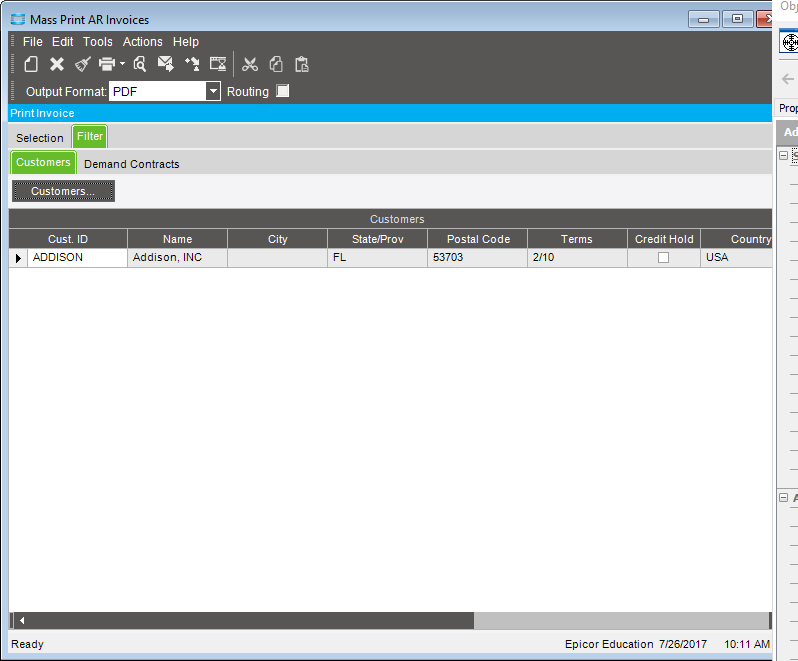 Mass Print AR Invoices
Obj
File Edit Tools Actions Help
Output Format: PDF Routing
Print Invoice
Prop
Selection Filter
Ad
Customers Demand Contracts
Customers...
Customers
Cust. ID Name City State/Prov Postal Code Terms Credit Hold Country
ADDISON Addison, INC FL 53703 2/10 USA
A
Ready Epicor Education 7/26/2017 10:11 AM